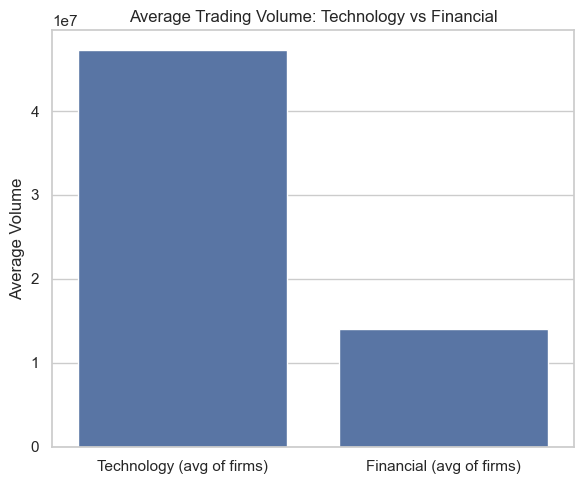 Average Trading Volume: Technology vs Financial
1e7
4
3
2
1
0
Average Volume
Technology (avg of firms)
Financial (avg of firms)